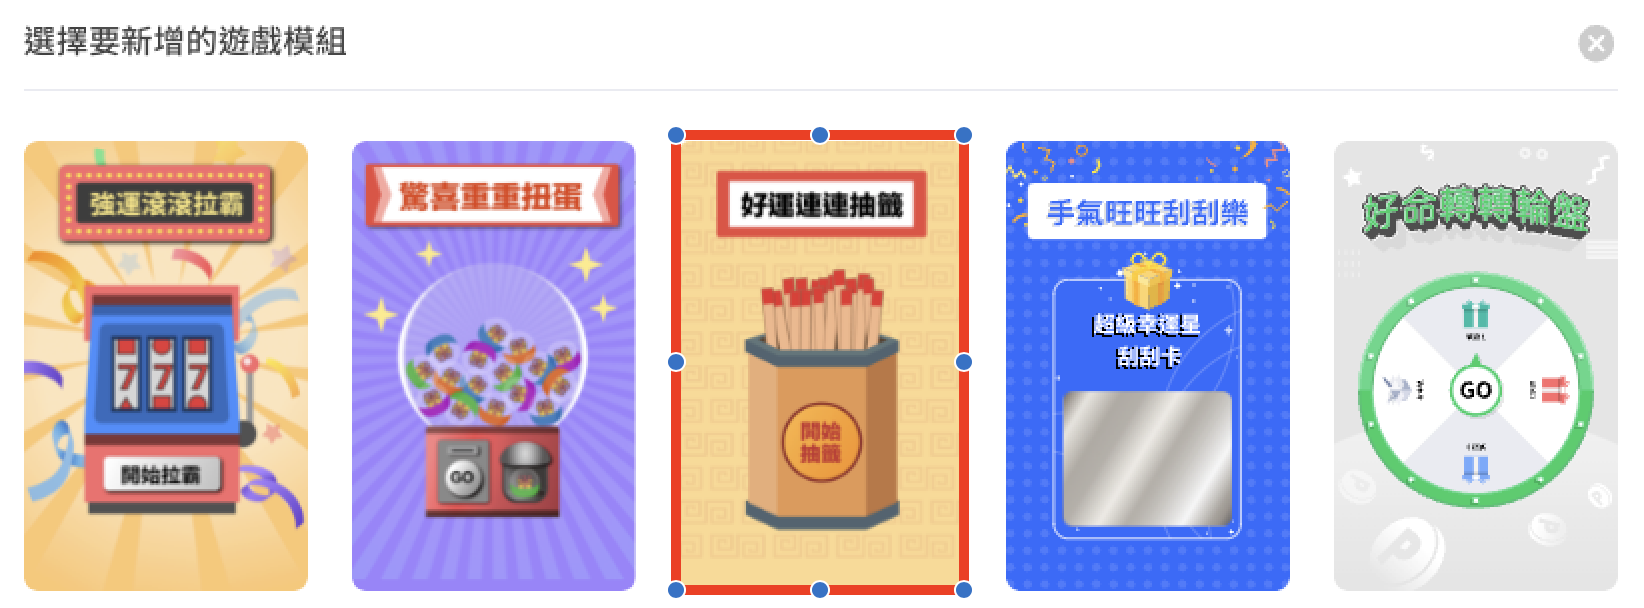 選擇要新增的遊戲模組
強運滾滾拉霸
777
開始拉霸
驚喜重重扭蛋
GO
好運連連抽籤
開始
抽籤
手氣旺旺刮刮樂
超級幸運星
刮刮卡
好命轉轉輪盤
GO